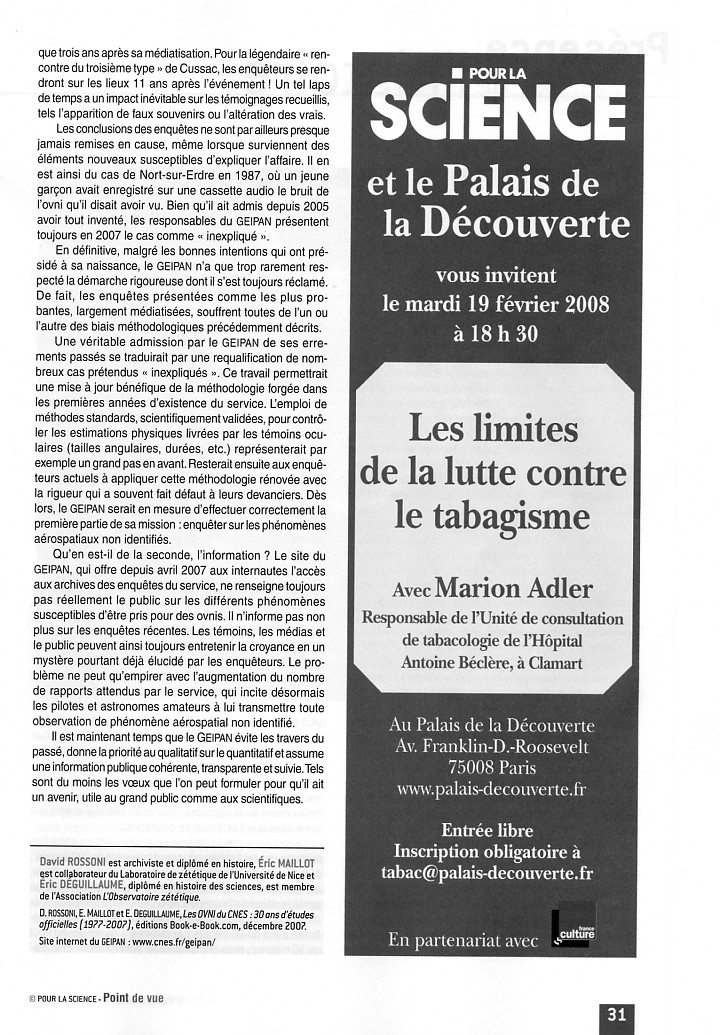 que trois ans après sa médiatisation. Pour la légendaire « ren-
contre du troisième type » de Cussac, les enquêteurs se ren-
dront sur les lieux 11 ans après l'événement ! Un tel laps
de temps a un impact inévitable sur les témoignages recueillis,
tels l'apparition de faux souvenirs ou l'altération des vrais.
Les conclusions des enquêtes ne sont par ailleurs presque
jamais remises en cause, même lorsque surviennent des
éléments nouveaux susceptibles d'expliquer l'affaire. Il en
est ainsi du cas de Nort-sur-Erdre en 1987, où un jeune
garçon avait enregistré sur une cassette audio le bruit de
l'ovni qu'il disait avoir vu. Bien qu'il ait admis depuis 2005
avoir tout inventé, les responsables du GEIPAN présentent
toujours en 2007 le cas comme « inexpliqué ».
En définitive, malgré les bonnes intentions qui ont pré-
sidé à sa naissance, le GEIPAN n'a que trop rarement res-
pecté la démarche rigoureuse dont il s'est toujours réclamé.
De fait, les enquêtes présentées comme les plus pro-
bantes, largement médiatisées, souffrent toutes de l'un ou
l'autre des biais méthodologiques précédemment décrits.
Une véritable admission par le GEIPAN de ses erre-
ments passés se traduirait par une requalification de nom-
breux cas prétendus « inexpliqués ». Ce travail permettrait
une mise à jour bénéfique de la méthodologie forgée dans
les premières années d'existence du service. L'emploi de
méthodes standards, scientifiquement validées, pour contrô-
ler les estimations physiques livrées par les témoins ocu-
laires (tailles angulaires, durées, etc.) représenterait par
exemple un grand pas en avant. Resterait ensuite aux enquê-
teurs actuels à appliquer cette méthodologie rénovée avec
la rigueur qui a souvent fait défaut à leurs devanciers. Dès
lors, le GEIPAN serait en mesure d'effectuer correctement la
première partie de sa mission : enquêter sur les phénomènes
aérospatiaux non identifiés.
Qu'en est-il de la seconde, l'information ? Le site du
GEIPAN, qui offre depuis avril 2007 aux internautes l'accès
aux archives des enquêtes du service, ne renseigne toujours
pas réellement le public sur les différents phénomènes
susceptibles d'être pris pour des ovnis. Il n'informe pas non
plus sur les enquêtes récentes. Les témoins, les médias et
le public peuvent ainsi toujours entretenir la croyance en un
mystère pourtant déjà élucidé par les enquêteurs. Le pro-
blème ne peut qu'empirer avec l'augmentation du nombre
de rapports attendus par le service, qui incite désormais
les pilotes et astronomes amateurs à lui transmettre toute
observation de phénomène aérospatial non identifié.
Il est maintenant temps que le GEIPAN évite les travers du
passé, donne la priorité au qualitatif sur le quantitatif et assume
une information publique cohérente, transparente et suivie. Tels
sont du moins les vœux que l'on peut formuler pour qu'il ait
un avenir, utile au grand public comme aux scientifiques.
David ROSSONI est archiviste et diplômé en histoire, Éric MAILLOT
est collaborateur du Laboratoire de zététique de l'Université de Nice et
Éric DEGUILLAUME, diplômé en histoire des sciences, est membre
de l'Association L'Observatoire zététique.
D. ROSSONI, E. MAILLOT et E. DEGUILLAUME, Les OVNI du CNES : 30 ans d'études
officielles (1977-2007), éditions Book-e-Book.com, décembre 2007.
Site internet du GEIPAN : www.cnes.fr/geipan/
© POUR LA SCIENCE - Point de vue
POUR LA
SCIENCE
et le Palais de
la Découverte
vous invitent
le mardi 19 février 2008
à 18 h 30
Les limites
de la lutte contre
le tabagisme
Avec Marion Adler
Responsable de l'Unité de consultation
de tabacologie de l'Hôpital
Antoine Béclère, à Clamart
Au Palais de la Découverte
Av. Franklin-D.-Roosevelt
75008 Paris
www.palais-decouverte.fr
Entrée libre
Inscription obligatoire à
tabac@palais-decouverte.fr
En partenariat avec
france
culture
31